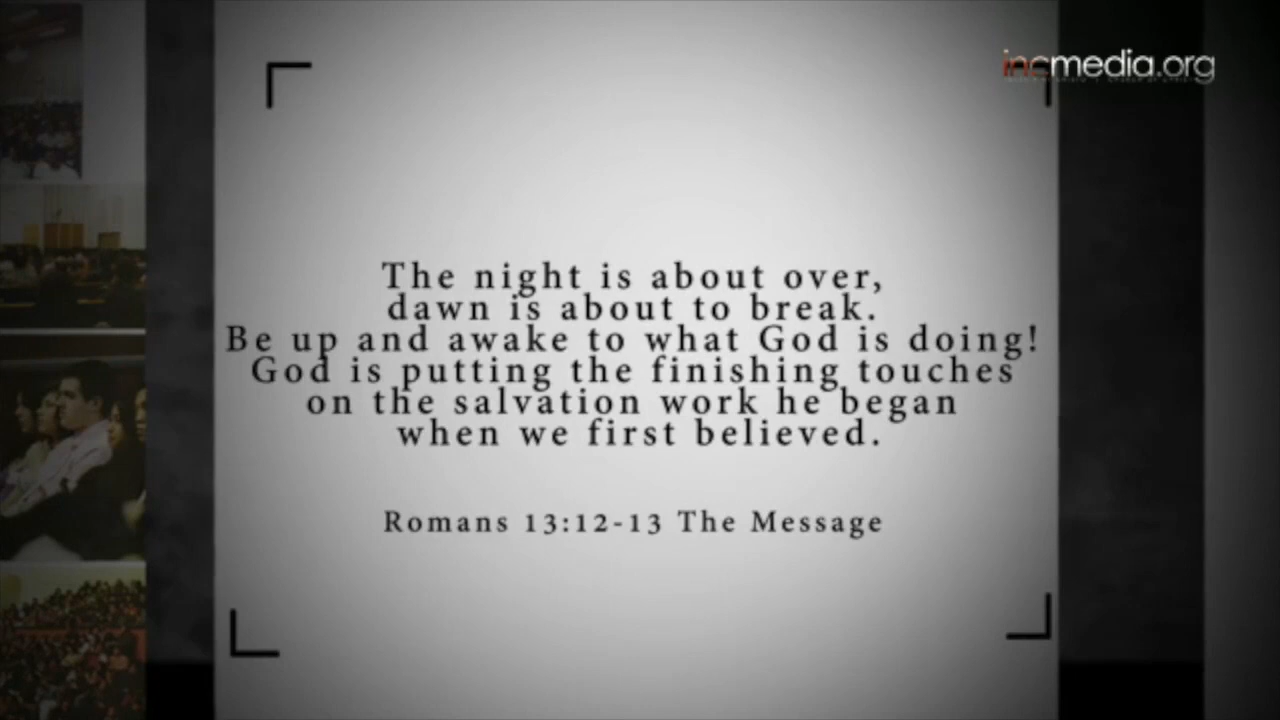 incmedia.org
The night is about over,
dawn is about to break.
Be up and awake to what God is doing!
God is putting the finishing touches
on the salvation work he began
when we first believed.
Romans 13:12-13 The Message